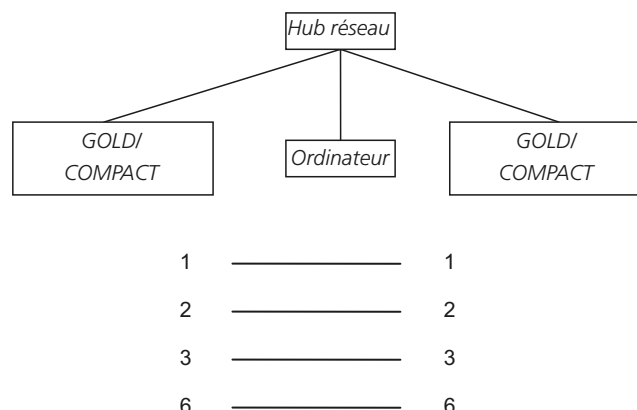 Hub réseau
GOLD/
COMPACT
Ordinateur
GOLD/
COMPACT
1 1
2 2
3 3
6 6